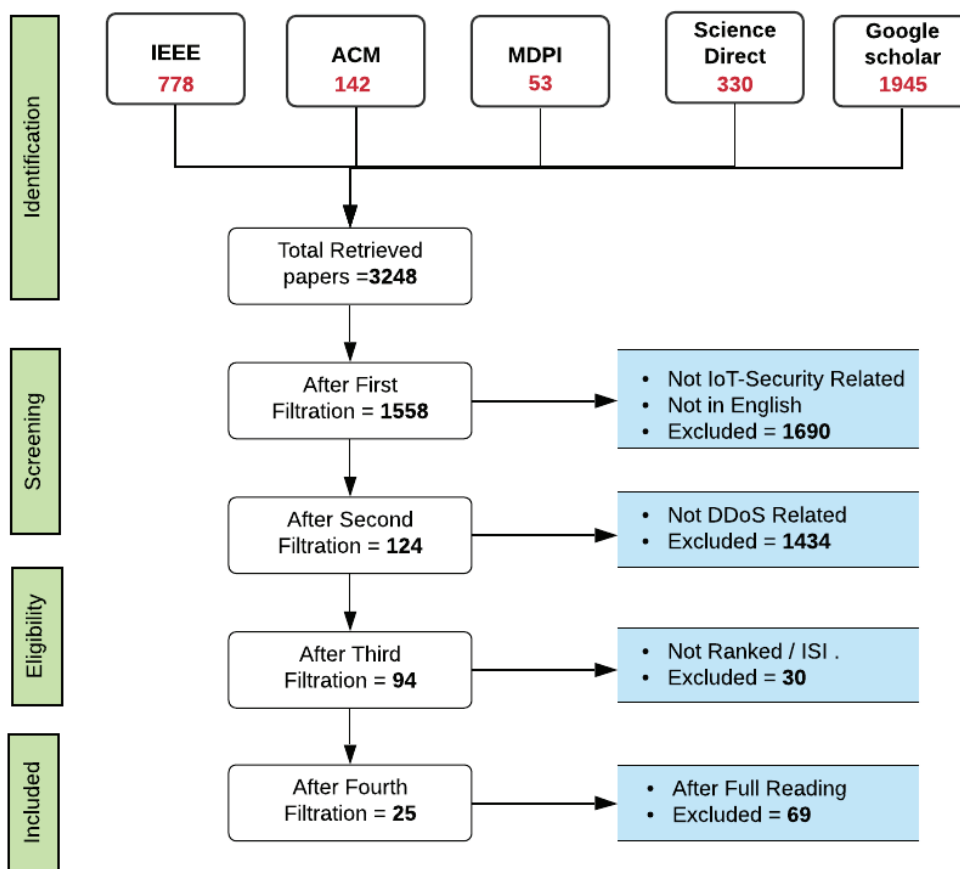 IEEE
778
ACM
142
MDPI
53
Science
Direct
330
Google
scholar
1945
Identification
Total Retrieved
papers =3248
Screening
After First
Filtration = 1558
• Not IoT-Security Related
• Not in English
• Excluded = 1690
After Second
Filtration = 124
• Not DDoS Related
• Excluded = 1434
Eligibility
After Third
Filtration = 94
• Not Ranked / ISI .
• Excluded = 30
Included
After Fourth
Filtration = 25
• After Full Reading
• Excluded = 69